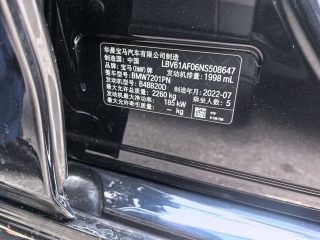 华晨宝马汽车有限公司制造
制造国：中国 LBV61AF06NS508647
品牌：宝马(BMW)牌 发动机排量：1998 mL
整车型号：BMW7201PN
发动机型号：B48B20D 制造年月：2022-07
最大允许总质量：2260 kg 乘坐人数：5
发动机最大净功率：185 kW